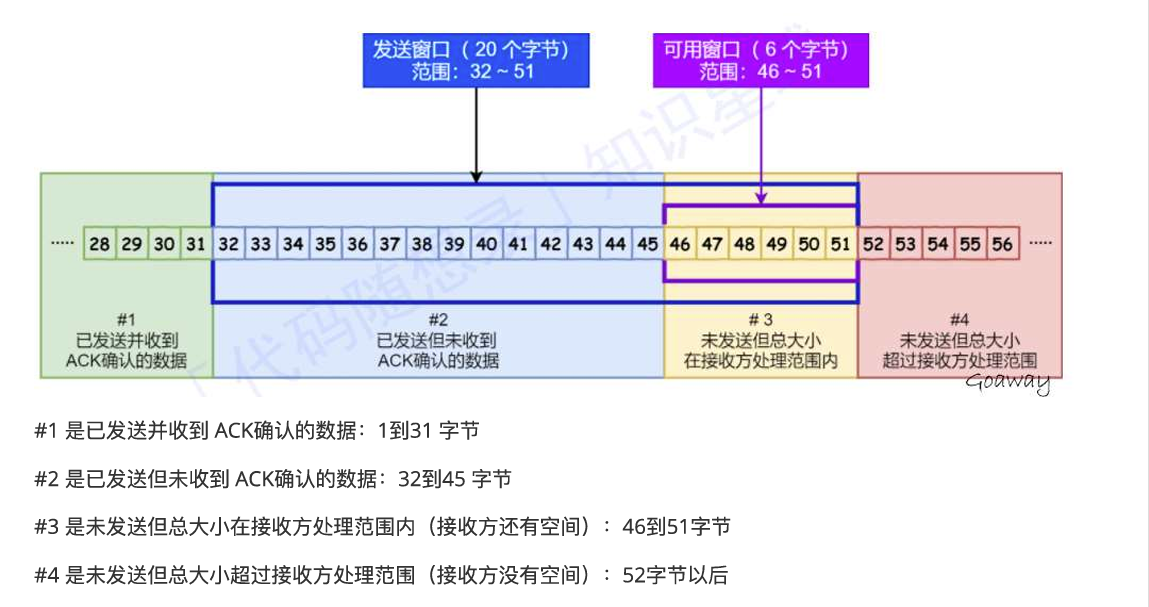 发送窗口（ 20 个字节）
范围：32 ~ 51
可用窗口（ 6 个字节）
范围：46 ~ 51
····· 28 29 30 31 32 33 34 35 36 37 38 39 40 41 42 43 44 45 46 47 48 49 50 51 52 53 54 55 56 ·····
#1
已发送并收到
ACK确认的数据
#2
已发送但未收到
ACK确认的数据
# 3
未发送但总大小
在接收方处理范围内
#4
未发送但总大小
超过接收方处理范围
Goaway
「代码随想录」知识星
#1 是已发送并收到 ACK确认的数据：1到31 字节
#2 是已发送但未收到 ACK确认的数据：32到45 字节
#3 是未发送但总大小在接收方处理范围内（接收方还有空间）：46到51字节
#4 是未发送但总大小超过接收方处理范围（接收方没有空间）：52字节以后